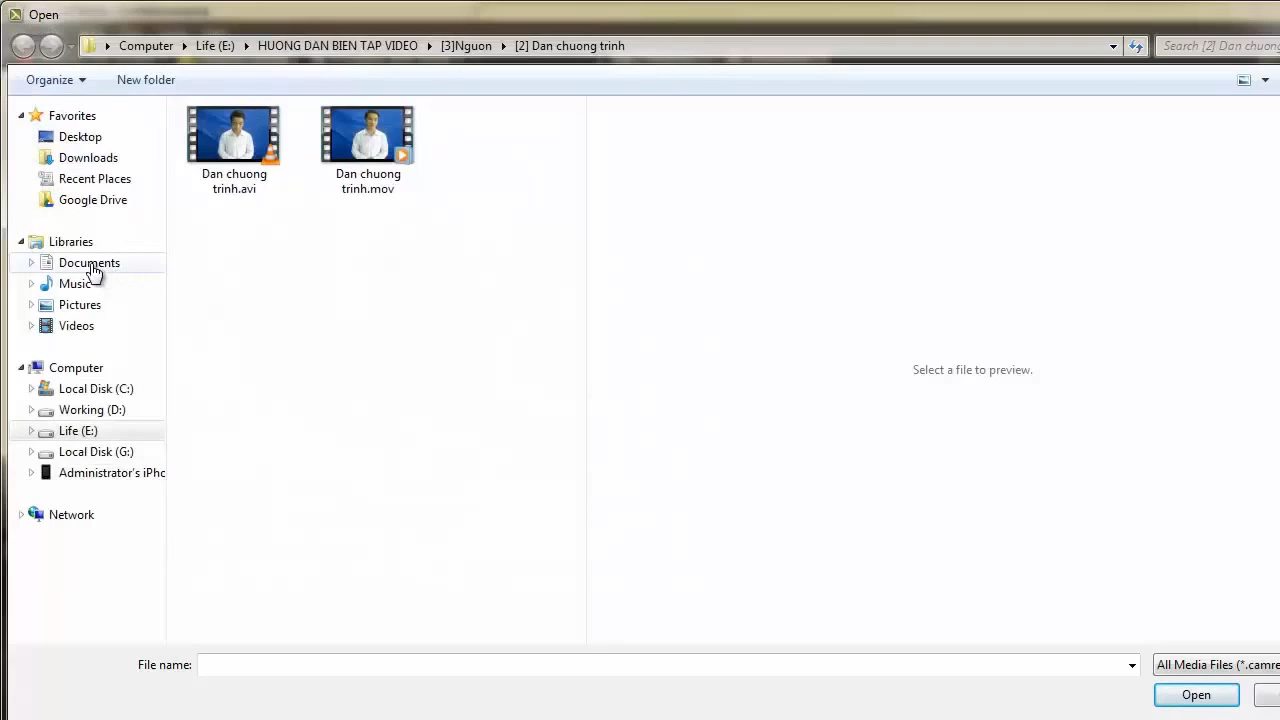 Open
Computer
Life (E:)
HUONG DAN BIEN TAP VIDEO
[3]Nguon
[2] Dan chuong trinh
Search [2] Dan chuong
Organize
New folder
Favorites
Desktop
Downloads
Recent Places
Google Drive
Libraries
Documents
Music
Pictures
Videos
Computer
Local Disk (C:)
Working (D:)
Life (E:)
Local Disk (G:)
Administrator's iPho
Network
Dan chuong
trinh.avi
Dan chuong
trinh.mov
Select a file to preview.
File name:
All Media Files (*.camre
Open